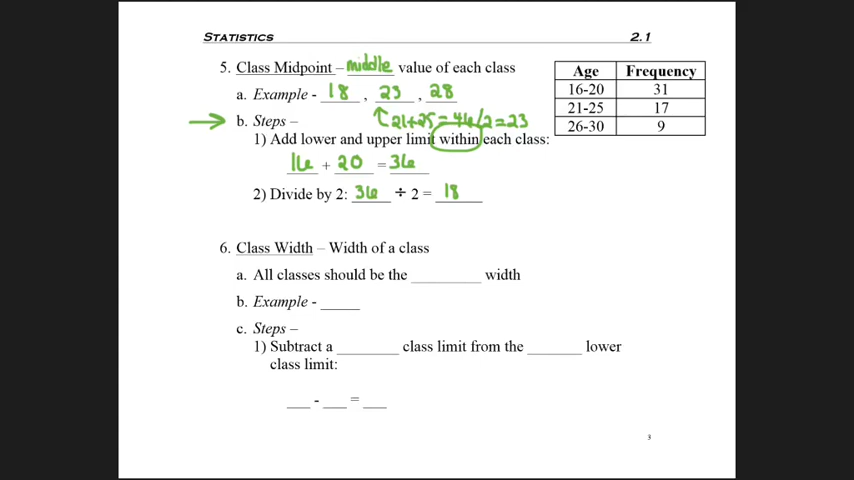 STATISTICS 2.1
5. Class Midpoint – middle value of each class
a. Example - 18 , 23 , 28
↑21+25 = 46/2 = 23
b. Steps –
1) Add lower and upper limit within each class:
16 + 20 = 36
2) Divide by 2: 36 ÷ 2 = 18
Age Frequency
16-20 31
21-25 17
26-30 9
6. Class Width – Width of a class
a. All classes should be the ________ width
b. Example - _____
c. Steps –
1) Subtract a _______ class limit from the ______ lower
class limit:
___ - ___ = ___
3